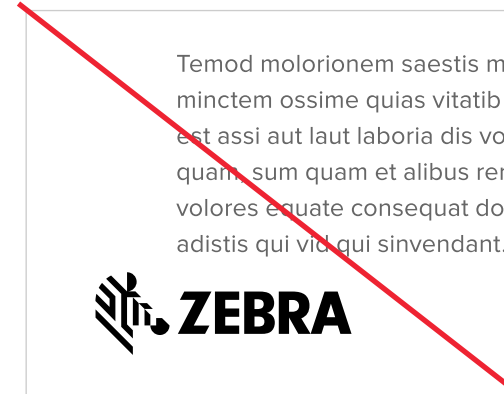 Temod molorionem saestis m
minctem ossime quias vitatib
est assi aut laut laboria dis vo
quam, sum quam et alibus rer
volores equate consequat do
adistis qui vid qui sinvendant.
ZEBRA